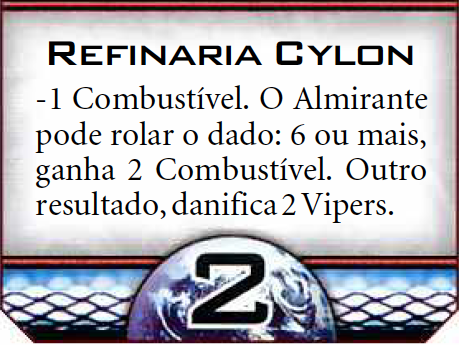 REFINARIA CYLON
-1 Combustível. O Almirante
pode rolar o dado: 6 ou mais,
ganha 2 Combustível. Outro
resultado, danifica 2 Vipers.
2